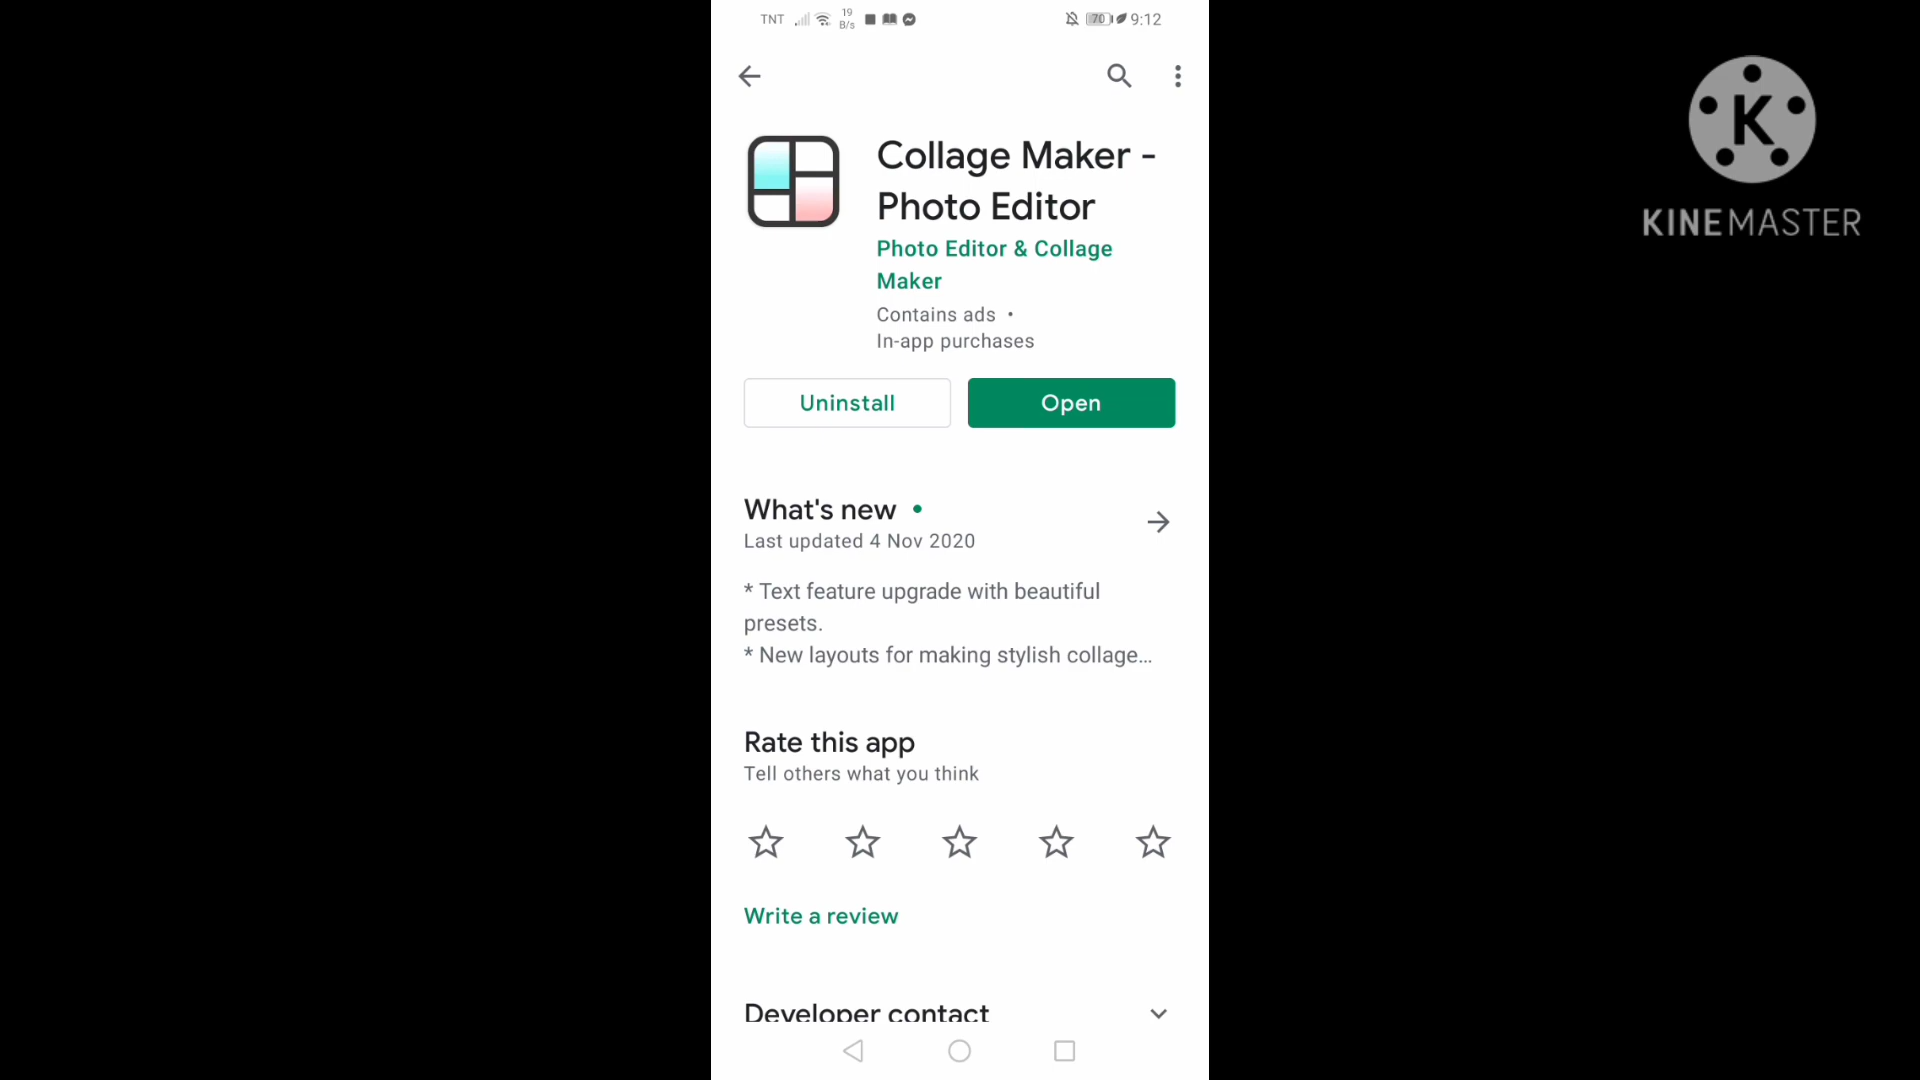 TNT 19 B/s 70 9:12
Collage Maker -
Photo Editor
Photo Editor & Collage
Maker
Contains ads •
In-app purchases
Uninstall Open
What's new •
Last updated 4 Nov 2020
* Text feature upgrade with beautiful
presets.
* New layouts for making stylish collage...
Rate this app
Tell others what you think
Write a review
Developer contact
K
KINEMASTER